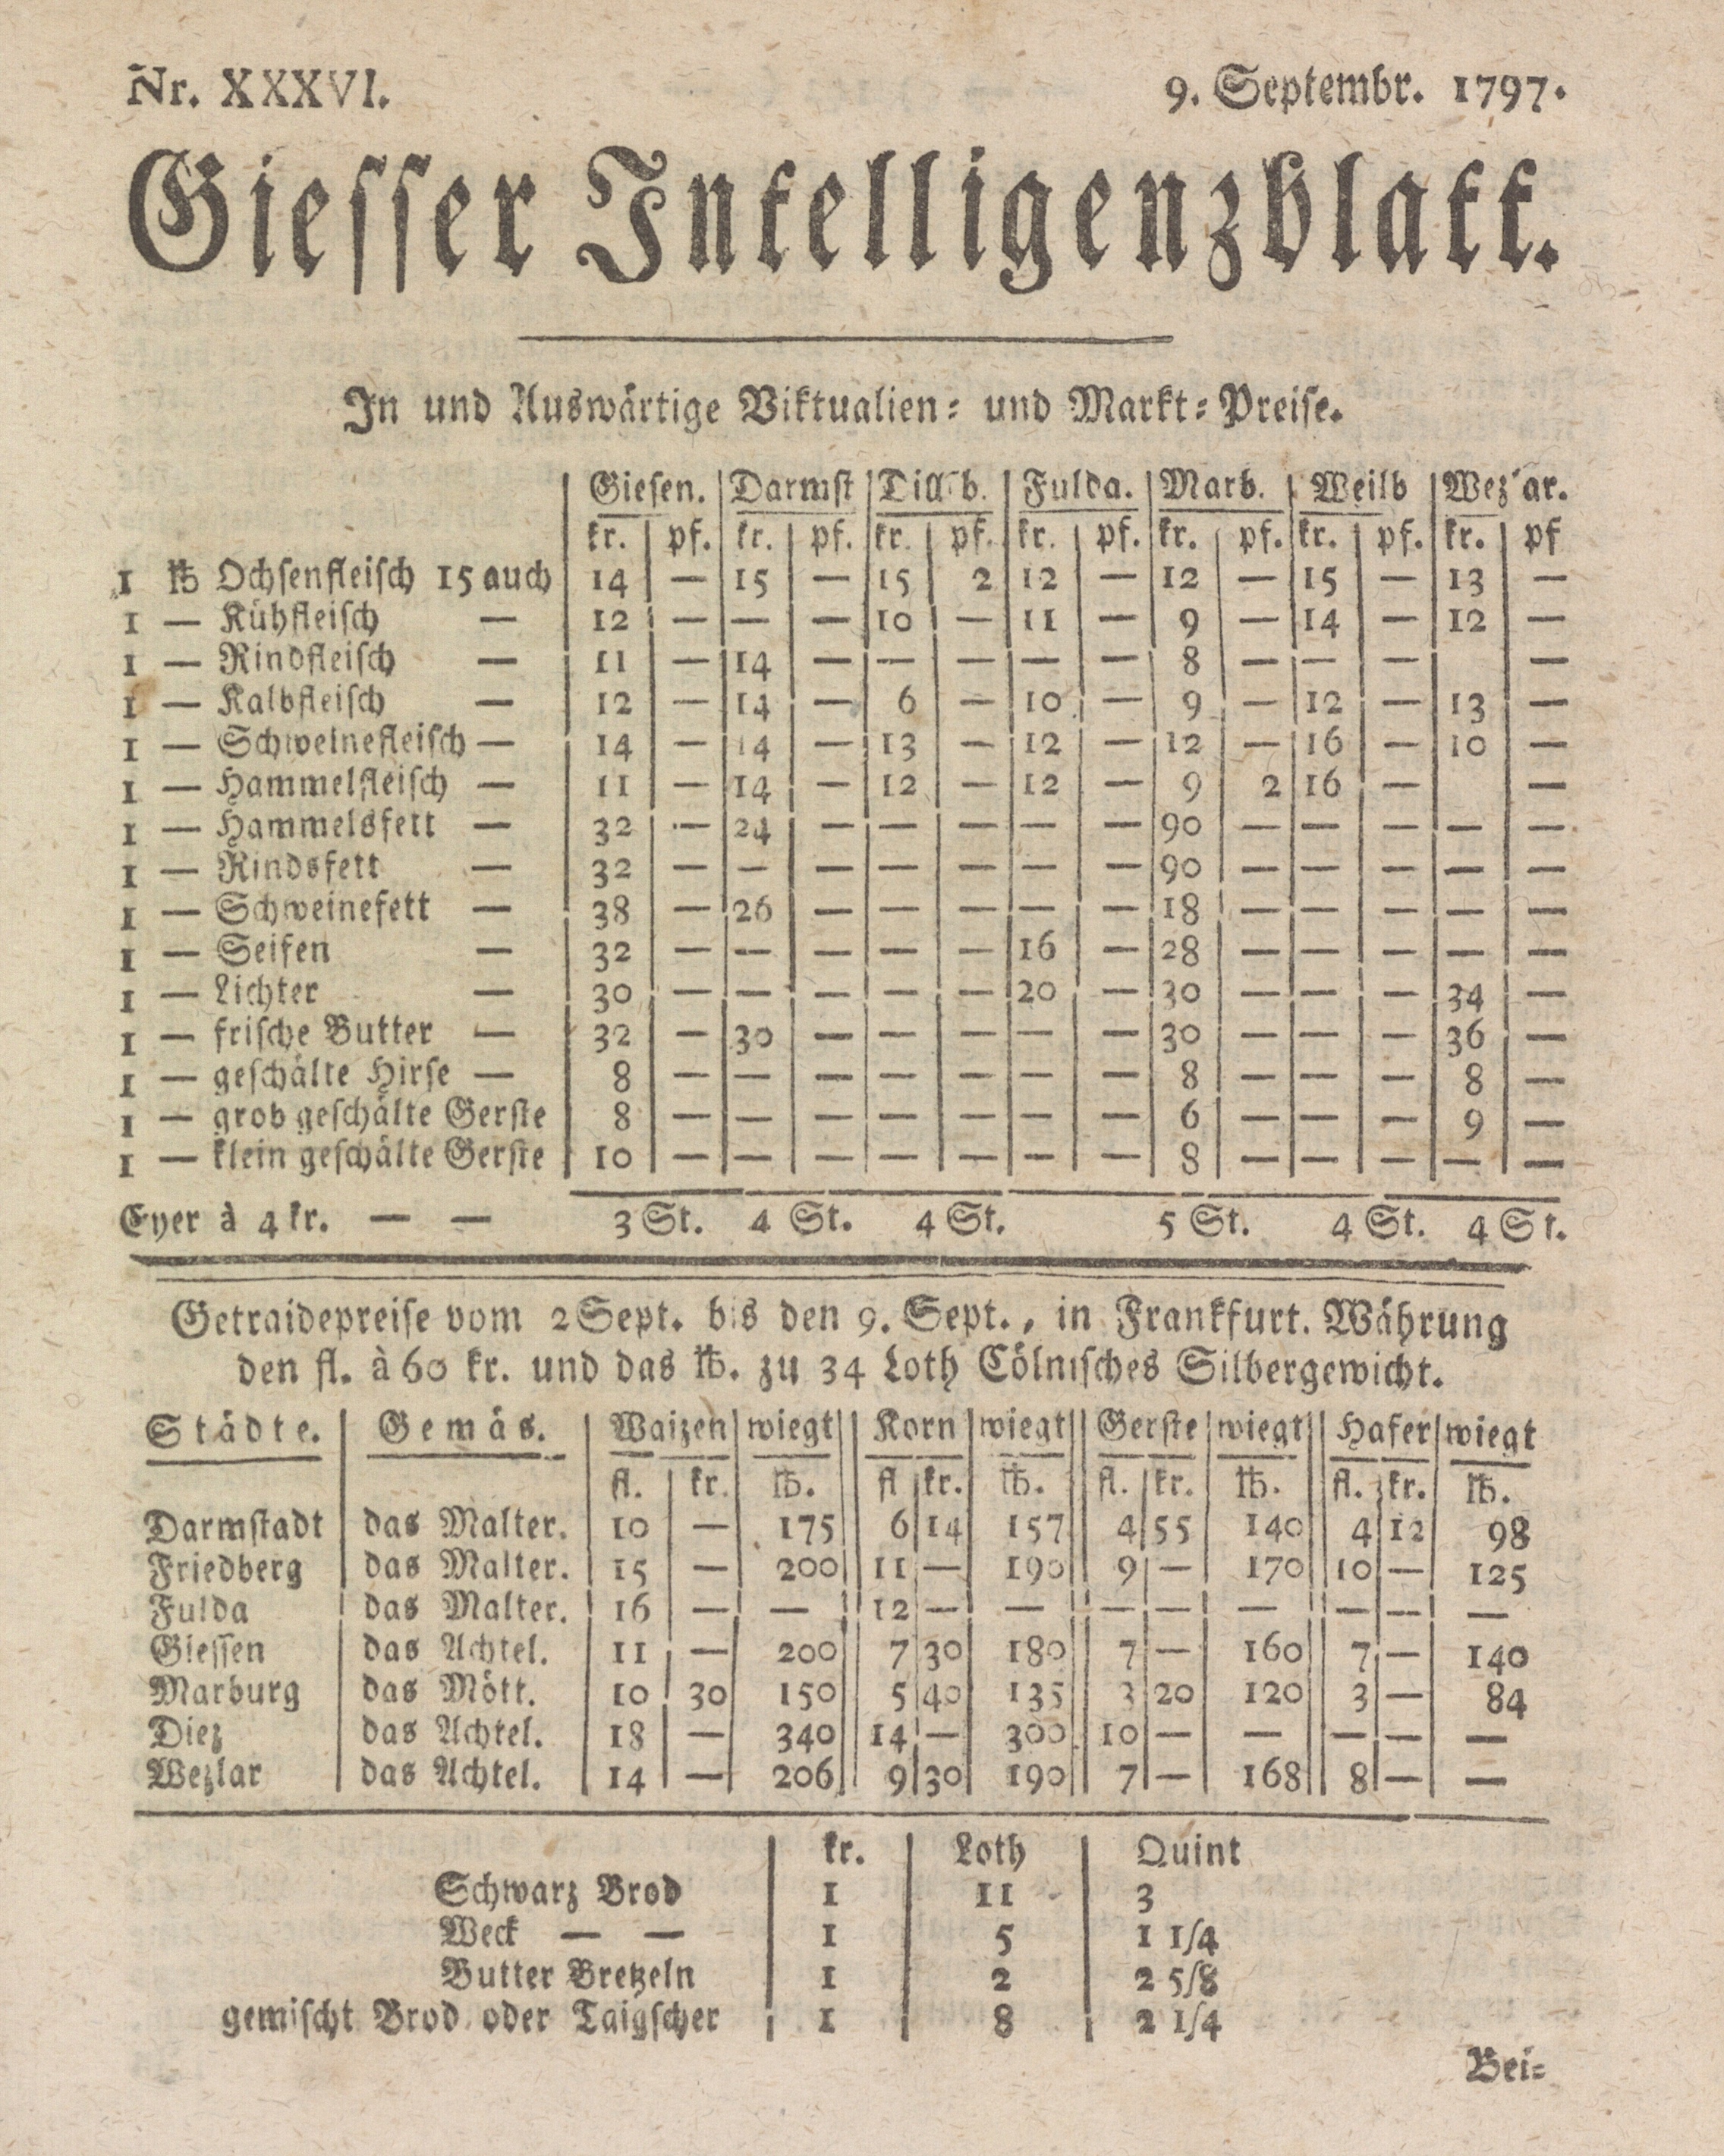 Nr. XXXVI. 9. Septembr. 1797.
Giesser Intelligenzblatt.
In und Auswärtige Viktualien= und Markt=Preise.
Giesen. Darmst Dillb. Fulda. Marb. Weilb Wezlar.
kr. pf. kr. pf. kr. pf. kr. pf. kr. pf. kr. pf. kr. pf
1 ℔ Ochsenfleisch 15 auch 14 — 15 — 15 2 12 — 12 — 15 — 13 —
1 — Kühfleisch — 12 — — — 10 — 11 — 9 — 14 — 12 —
1 — Rindfleisch — 11 — 14 — — — — — 8 — — — —
1 — Kalbfleisch — 12 — 14 — 6 — 10 — 9 — 12 — 13 —
1 — Schweinefleisch — 14 — 14 — 13 — 12 — 12 — 16 — 10 —
1 — Hammelfleisch — 11 — 14 — 12 — 12 — 9 2 16 — —
1 — Hammelsfett — 32 — 24 — — — — — 90 — — — — —
1 — Rindsfett — 32 — — — — — — — 90 — — — — —
1 — Schweinefett — 38 — 26 — — — — — 18 — — — — —
1 — Seifen — 32 — — — — — 16 — 28 — — — — —
1 — Lichter — 30 — — — — — 20 — 30 — — — 34 —
1 — frische Butter — 32 — 30 — — — — — 30 — — — 36 —
1 — geschälte Hirse — 8 — — — — — — — 8 — — — 8 —
1 — grob geschälte Gerste 8 — — — — — — — 6 — — — 9 —
1 — klein geschälte Gerste 10 — — — — — — — 8 — — — — —
Eyer à 4 kr. — — 3 St. 4 St. 4 St. 5 St. 4 St. 4 St.
Getraidepreise vom 2 Sept. bis den 9. Sept., in Frankfurt. Währung
den fl. à 60 kr. und das ℔. zu 34 Loth Cölnisches Silbergewicht.
Städte. Gemäs. Waizen wiegt Korn wiegt Gerste wiegt Hafer wiegt
fl. kr. ℔. fl kr. ℔. fl. kr. ℔. fl. kr. ℔.
Darmstadt das Malter. 10 — 175 6 14 157 4 55 140 4 12 98
Friedberg das Malter. 15 — 200 11 — 190 9 — 170 10 — 125
Fulda das Malter. 16 — — 12 — — — — — — — —
Giessen das Achtel. 11 — 200 7 30 180 7 — 160 7 — 140
Marburg das Mött. 10 30 150 5 40 135 3 20 120 3 — 84
Diez das Achtel. 18 — 340 14 — 300 10 — — — — —
Wezlar das Achtel. 14 — 206 9 30 190 7 — 168 8 — —
kr. Loth Quint
Schwarz Brod 1 11 3
Weck — — 1 5 1 1/4
Butter Bretzeln 1 2 2 5/8
gemischt Brod oder Taigscher 1 8 2 1/4
Bei=